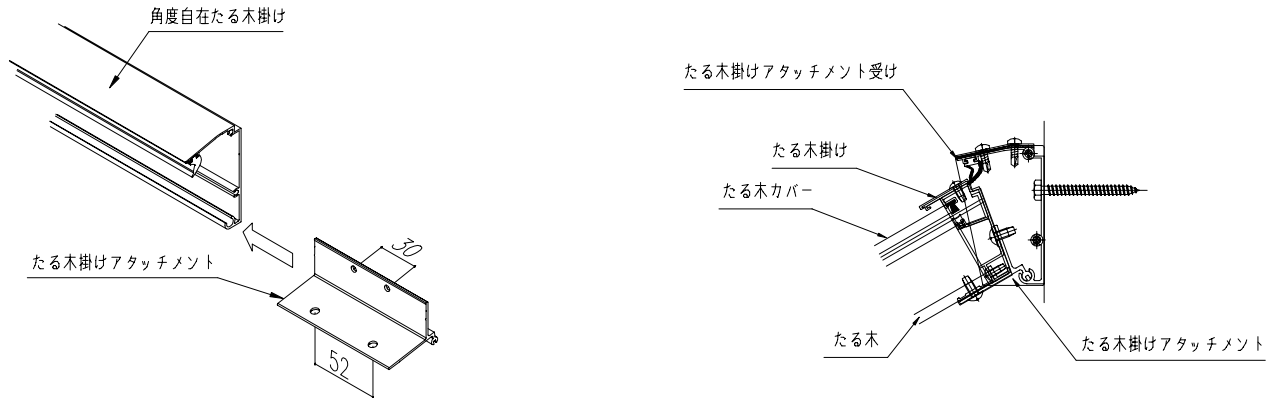 角度自在たる木掛け
30
たる木掛けアタッチメント
52
たる木掛けアタッチメント受け
たる木掛け
たる木カバー
たる木
たる木掛けアタッチメント